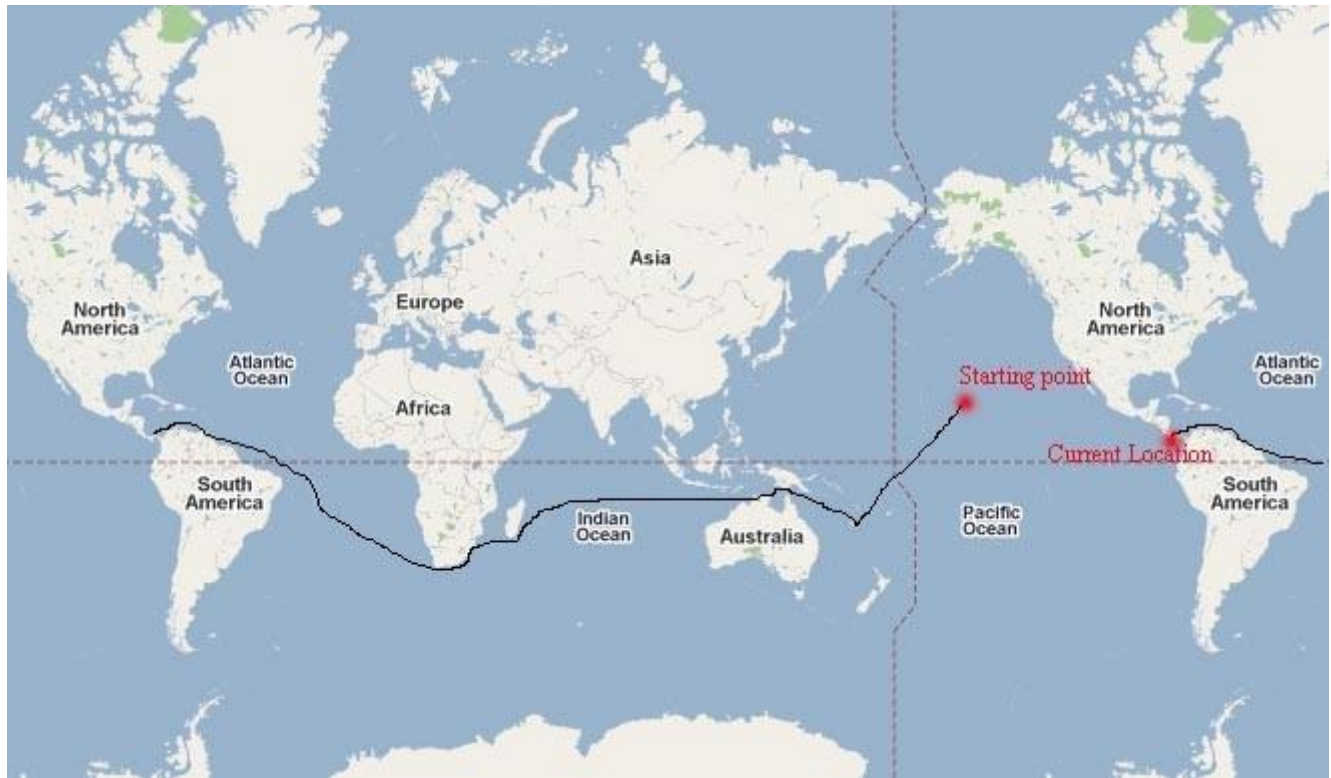 Asia
Europe
North
America
North
America
Atlantic
Ocean
Atlantic
Ocean
Starting point
Africa
Current Location
South
America
South
America
Indian
Ocean
Australia
Pacific
Ocean